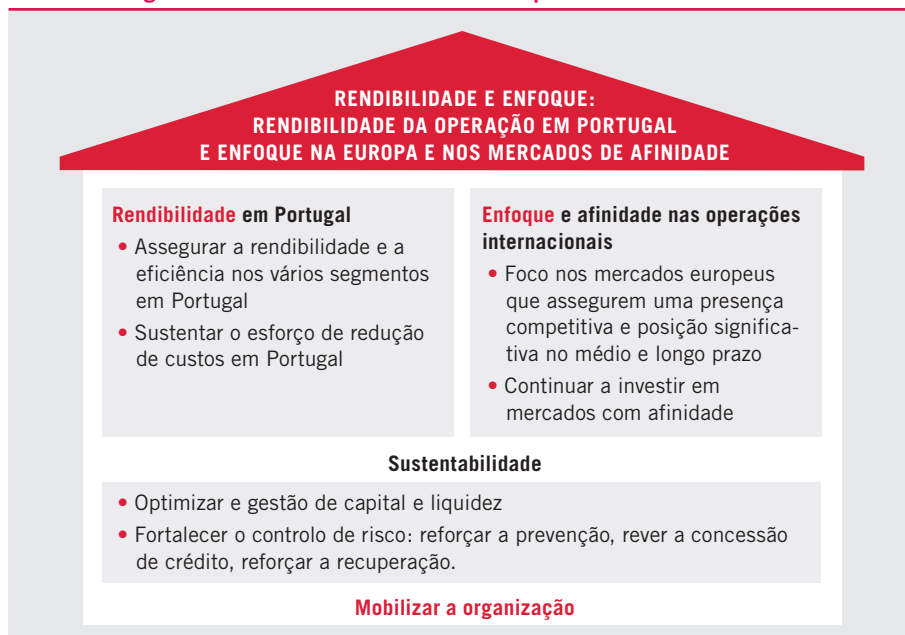 RENDIBILIDADE E ENFOQUE:
RENDIBILIDADE DA OPERAÇÃO EM PORTUGAL
E ENFOQUE NA EUROPA E NOS MERCADOS DE AFINIDADE
Rendibilidade em Portugal
• Assegurar a rendibilidade e a
eficiência nos vários segmentos
em Portugal
• Sustentar o esforço de redução
de custos em Portugal
Enfoque e afinidade nas operações
internacionais
• Foco nos mercados europeus
que assegurem uma presença
competitiva e posição significa-
tiva no médio e longo prazo
• Continuar a investir em
mercados com afinidade
Sustentabilidade
• Optimizar e gestão de capital e liquidez
• Fortalecer o controlo de risco: reforçar a prevenção, rever a concessão
de crédito, reforçar a recuperação.
Mobilizar a organização